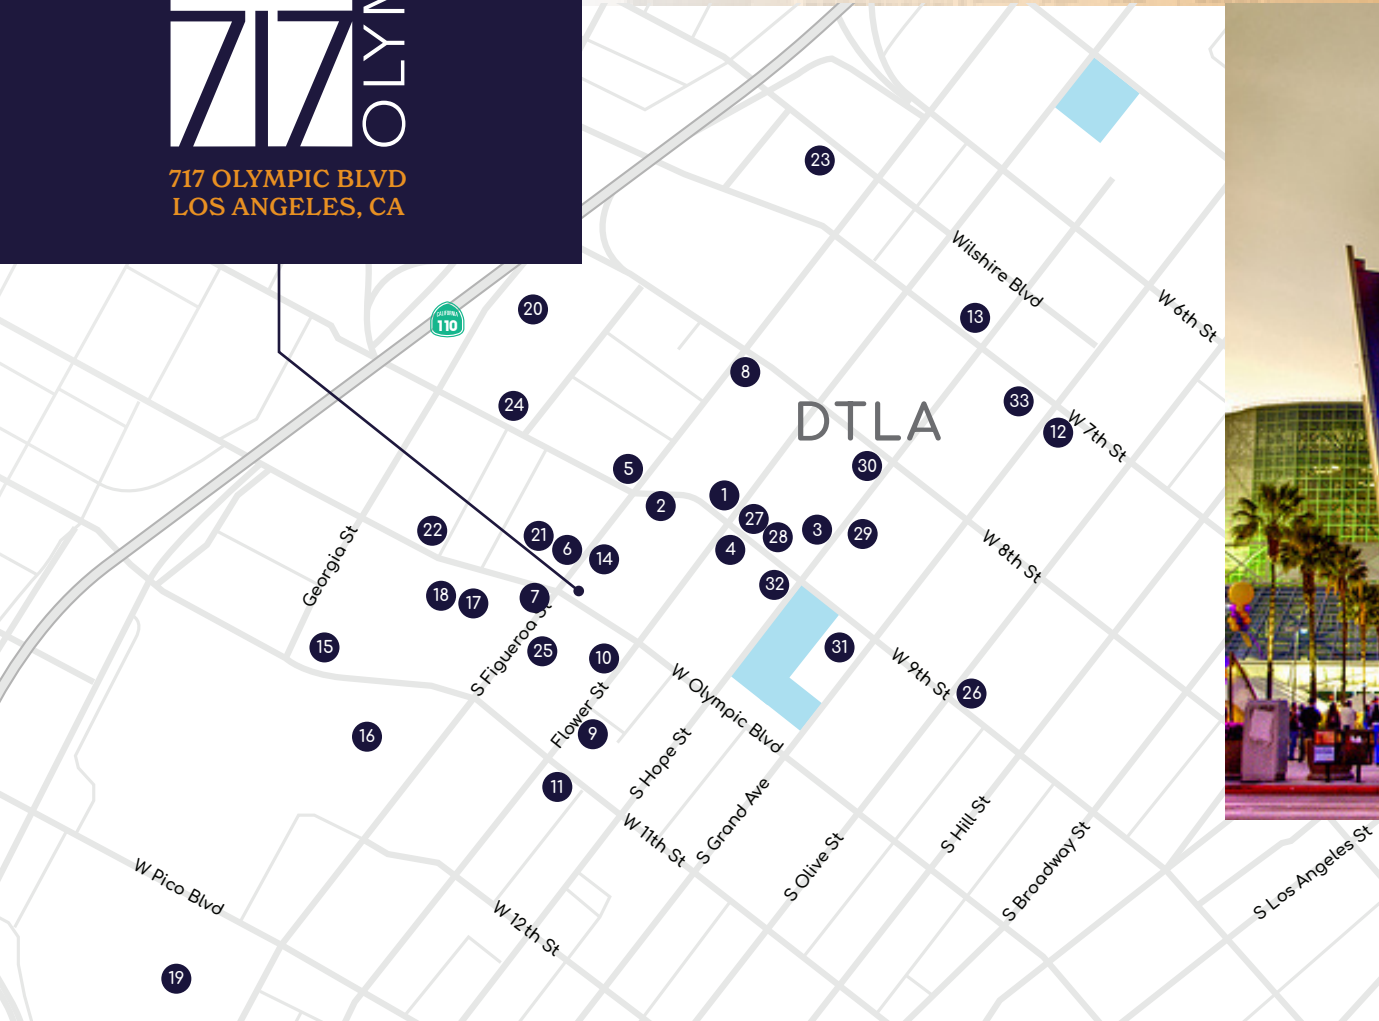 717
717 OLYMPIC BLVD
LOS ANGELES, CA
23
Wilshire Blvd
W 6th St
20
CALIFORNIA
110
13
8
24
DTLA
33
12
W 7th St
5
30
2
1
27
28
3
29
22
21
6
14
4
W 8th St
Georgia St
32
18
17
7
S Figueroa St
15
25
10
31
W 9th St
26
W Olympic Blvd
Flower St
9
16
S Hope St
11
W 11th St
S Grand Ave
S Olive St
S Hill St
S Broadway St
S Los Angeles St
W Pico Blvd
W 12th St
19